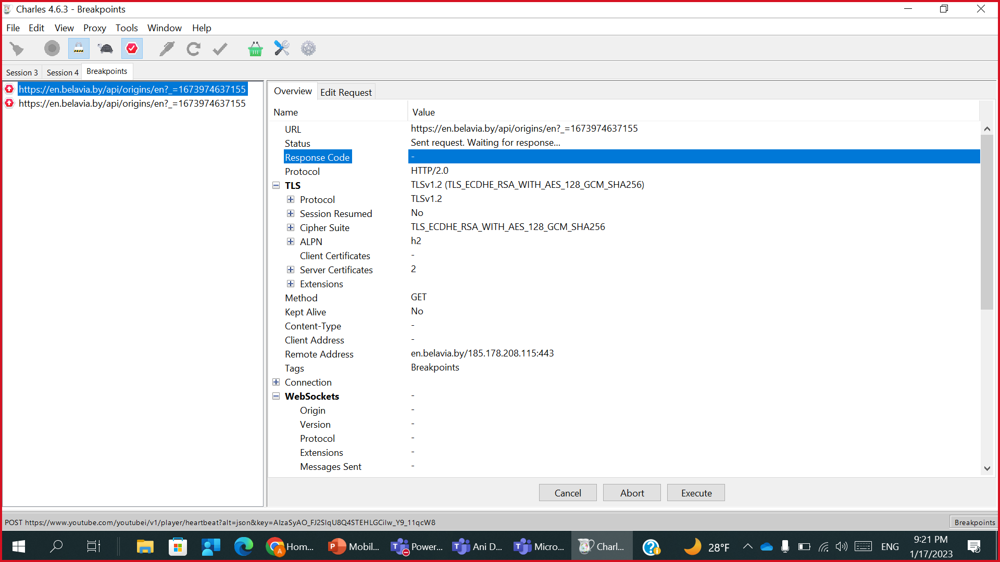 Charles 4.6.3 - Breakpoints
File Edit View Proxy Tools Window Help
Session 3 Session 4 Breakpoints
https://en.belavia.by/api/origins/en?_=1673974637155
https://en.belavia.by/api/origins/en?_=1673974637155
Overview Edit Request
Name Value
URL https://en.belavia.by/api/origins/en?_=1673974637155
Status Sent request. Waiting for response...
Response Code -
Protocol HTTP/2.0
TLS TLSv1.2 (TLS_ECDHE_RSA_WITH_AES_128_GCM_SHA256)
Protocol TLSv1.2
Session Resumed No
Cipher Suite TLS_ECDHE_RSA_WITH_AES_128_GCM_SHA256
ALPN h2
Client Certificates -
Server Certificates 2
Extensions
Method GET
Kept Alive No
Content-Type -
Client Address -
Remote Address en.belavia.by/185.178.208.115:443
Tags Breakpoints
Connection
WebSockets -
Origin -
Version -
Protocol -
Extensions -
Messages Sent -
Cancel Abort Execute
POST https://www.youtube.com/youtubei/v1/player/heartbeat?alt=json&key=AIzaSyAO_FJ2SlqU8Q4STEHLGCilw_Y9_11qcW8 Breakpoints
Hom... Mobil... Power... Ani D... Micro... Charl... 28°F ENG 9:21 PM
1/17/2023